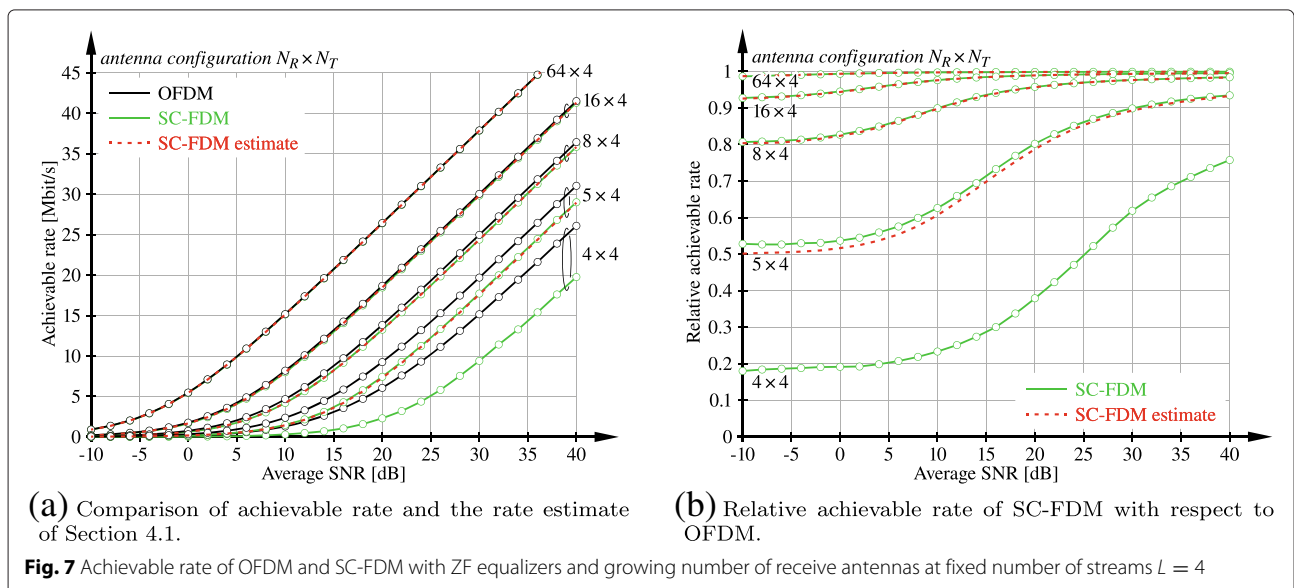 antenna configuration N_R × N_T
45
40
35
30
25
20
15
10
5
0
Achievable rate [Mbit/s]
OFDM
SC-FDM
SC-FDM estimate
64 × 4
16 × 4
8 × 4
5 × 4
4 × 4
-10 -5 0 5 10 15 20 25 30 35 40
Average SNR [dB]
(a) Comparison of achievable rate and the rate estimate
of Section 4.1.
antenna configuration N_R × N_T
1
0.9
0.8
0.7
0.6
0.5
0.4
0.3
0.2
0.1
0
Relative achievable rate
64 × 4
16 × 4
8 × 4
5 × 4
4 × 4
SC-FDM
SC-FDM estimate
-10 -5 0 5 10 15 20 25 30 35 40
Average SNR [dB]
(b) Relative achievable rate of SC-FDM with respect to
OFDM.
Fig. 7 Achievable rate of OFDM and SC-FDM with ZF equalizers and growing number of receive antennas at fixed number of streams L = 4